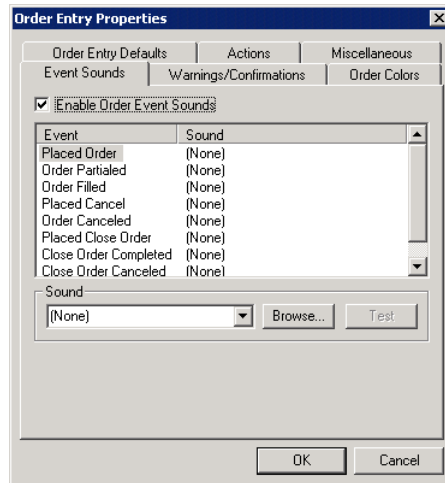 Order Entry Properties
Order Entry Defaults Actions Miscellaneous
Event Sounds Warnings/Confirmations Order Colors
Enable Order Event Sounds
Event Sound
Placed Order (None)
Order Partialed (None)
Order Filled (None)
Placed Cancel (None)
Order Canceled (None)
Placed Close Order (None)
Close Order Completed (None)
Close Order Canceled (None)
Sound
(None) Browse... Test
OK Cancel